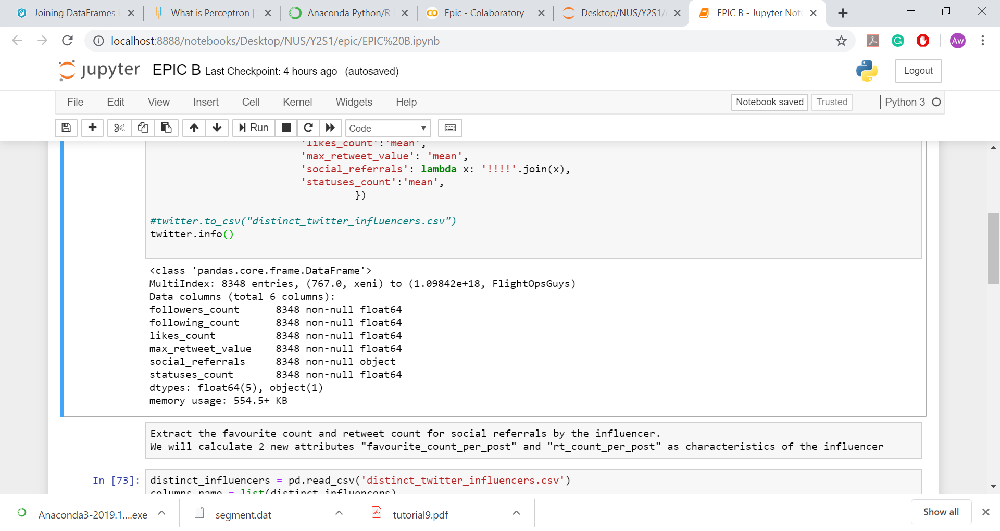 Joining DataFrames i
What is Perceptron |
Anaconda Python/R
Epic - Colaboratory
Desktop/NUS/Y2S1/
EPIC B - Jupyter Not
localhost:8888/notebooks/Desktop/NUS/Y2S1/epic/EPIC%20B.ipynb
Aw
jupyter EPIC B Last Checkpoint: 4 hours ago (autosaved)
Logout
File Edit View Insert Cell Kernel Widgets Help
Notebook saved Trusted Python 3
Run Code
'likes_count':'mean',
'max_retweet_value': 'mean',
'social_referrals': lambda x: '!!!!'.join(x),
'statuses_count':'mean',
})
#twitter.to_csv("distinct_twitter_influencers.csv")
twitter.info()
<class 'pandas.core.frame.DataFrame'>
MultiIndex: 8348 entries, (767.0, xeni) to (1.09842e+18, FlightOpsGuys)
Data columns (total 6 columns):
followers_count 8348 non-null float64
following_count 8348 non-null float64
likes_count 8348 non-null float64
max_retweet_value 8348 non-null float64
social_referrals 8348 non-null object
statuses_count 8348 non-null float64
dtypes: float64(5), object(1)
memory usage: 554.5+ KB
Extract the favourite count and retweet count for social referrals by the influencer.
We will calculate 2 new attributes "favourite_count_per_post" and "rt_count_per_post" as characteristics of the influencer
In [73]: distinct_influencers = pd.read_csv('distinct_twitter_influencers.csv')
columns_name = list(distinct_influencers)
Anaconda3-2019.1....exe
segment.dat
tutorial9.pdf
Show all